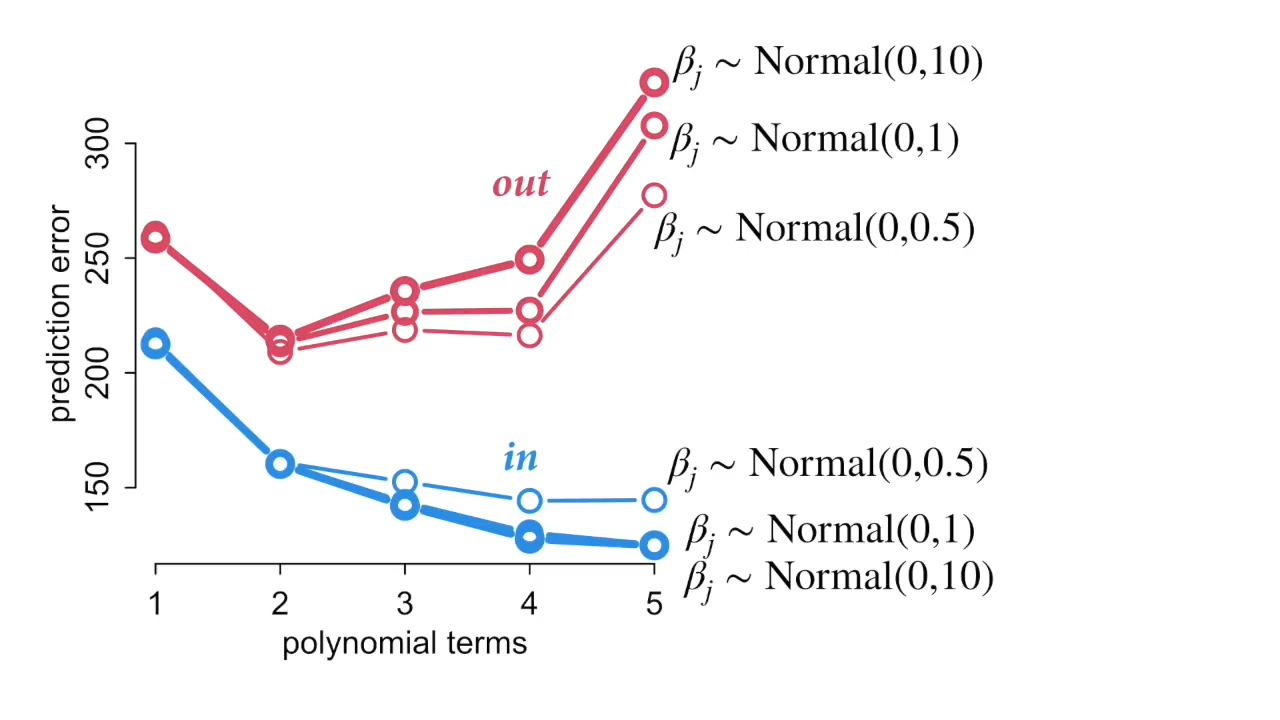 βj ∼ Normal(0,10)
βj ∼ Normal(0,1)
out
βj ∼ Normal(0,0.5)
in
βj ∼ Normal(0,0.5)
βj ∼ Normal(0,1)
βj ∼ Normal(0,10)
prediction error
300
250
200
150
1 2 3 4 5
polynomial terms